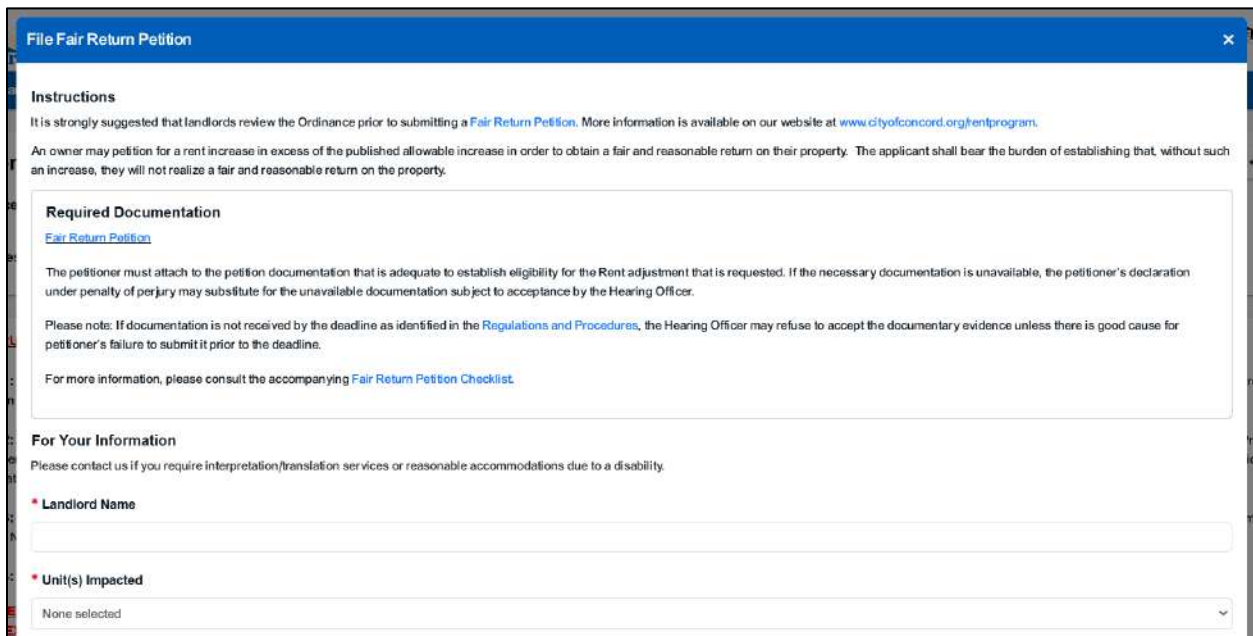 File Fair Return Petition ×
Instructions
It is strongly suggested that landlords review the Ordinance prior to submitting a Fair Return Petition. More information is available on our website at www.cityofconcord.org/rentprogram.
An owner may petition for a rent increase in excess of the published allowable increase in order to obtain a fair and reasonable return on their property. The applicant shall bear the burden of establishing that, without such
an increase, they will not realize a fair and reasonable return on the property.
Required Documentation
Fair Return Petition
The petitioner must attach to the petition documentation that is adequate to establish eligibility for the Rent adjustment that is requested. If the necessary documentation is unavailable, the petitioner's declaration
under penalty of perjury may substitute for the unavailable documentation subject to acceptance by the Hearing Officer.
Please note: If documentation is not received by the deadline as identified in the Regulations and Procedures, the Hearing Officer may refuse to accept the documentary evidence unless there is good cause for
petitioner's failure to submit it prior to the deadline.
For more information, please consult the accompanying Fair Return Petition Checklist.
For Your Information
Please contact us if you require interpretation/translation services or reasonable accommodations due to a disability.
* Landlord Name
* Unit(s) Impacted
None selected